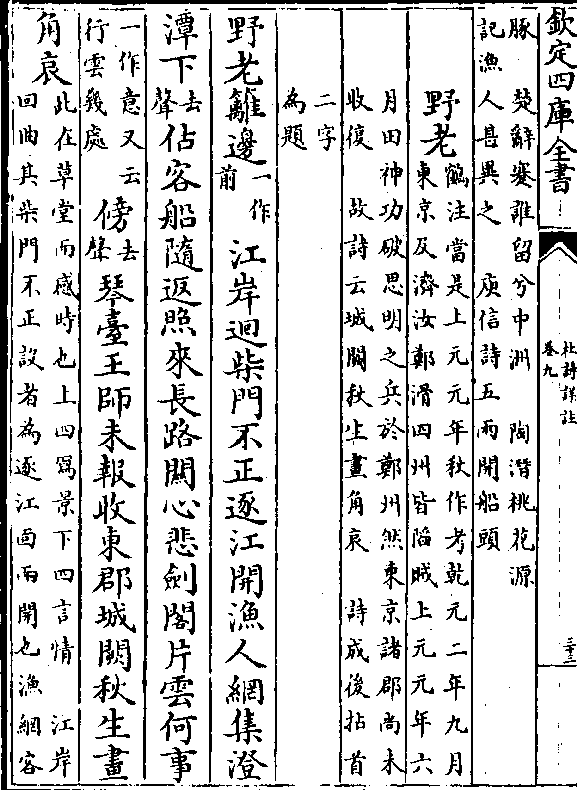 欽定四庫全書
杜詩詳註
卷九
三十三
豚 楚辭蹇誰留兮中洲 陶潛桃花源
記漁人甚異之 庾信詩五兩開船頭
野老
鶴注當是上元元年秋作考乾元二年九月
東京及濟汝鄭滑四州皆陷賊上元元年六
月田神功破思明之兵於鄭州然東京諸郡尚未
收復 故詩云城闕秋生畫角哀 詩成後拈首
二字
為題
野老籬邊一作前江岸迴柴門不正逐江開漁人網集澄
潭下去聲估客船隨返照來長路關心悲劍閣片雲何事
一作意又云行雲幾處傍去聲琴臺王師未報收東郡城闕秋生畫
角哀
此在草堂而感時也上四寫景下四言情 江岸
回曲其柴門不正設者為逐江面而開也漁網客